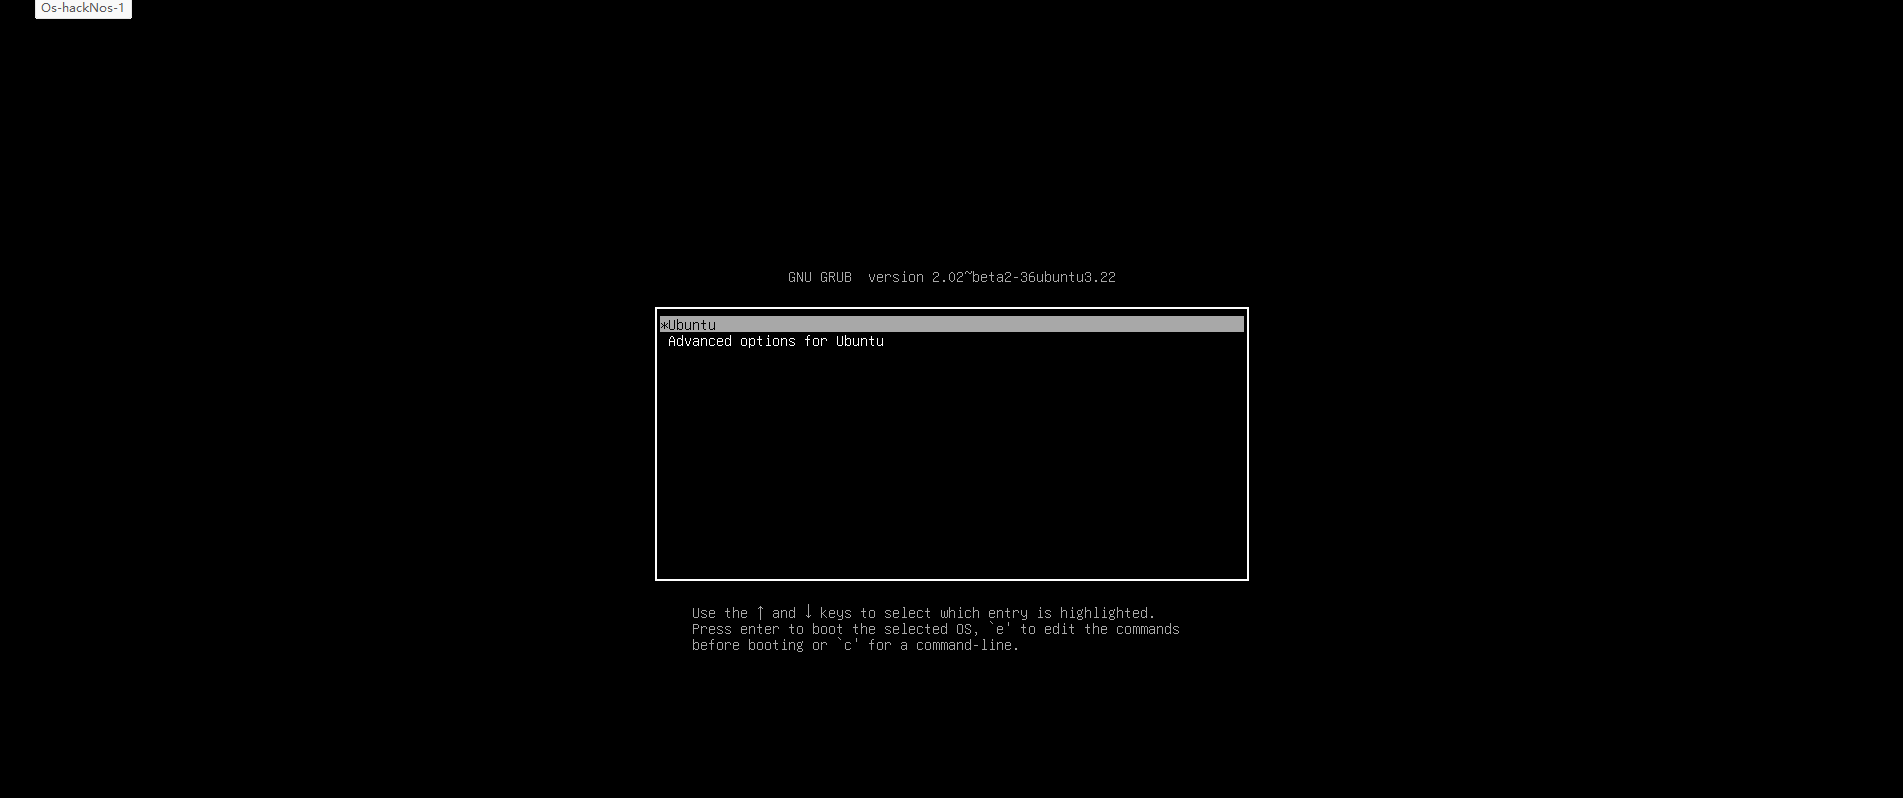 Os-hackNos-1
GNU GRUB  version 2.02~beta2-36ubuntu3.22
*Ubuntu
Advanced options for Ubuntu
Use the ↑ and ↓ keys to select which entry is highlighted.
Press enter to boot the selected OS, `e' to edit the commands
before booting or `c' for a command-line.